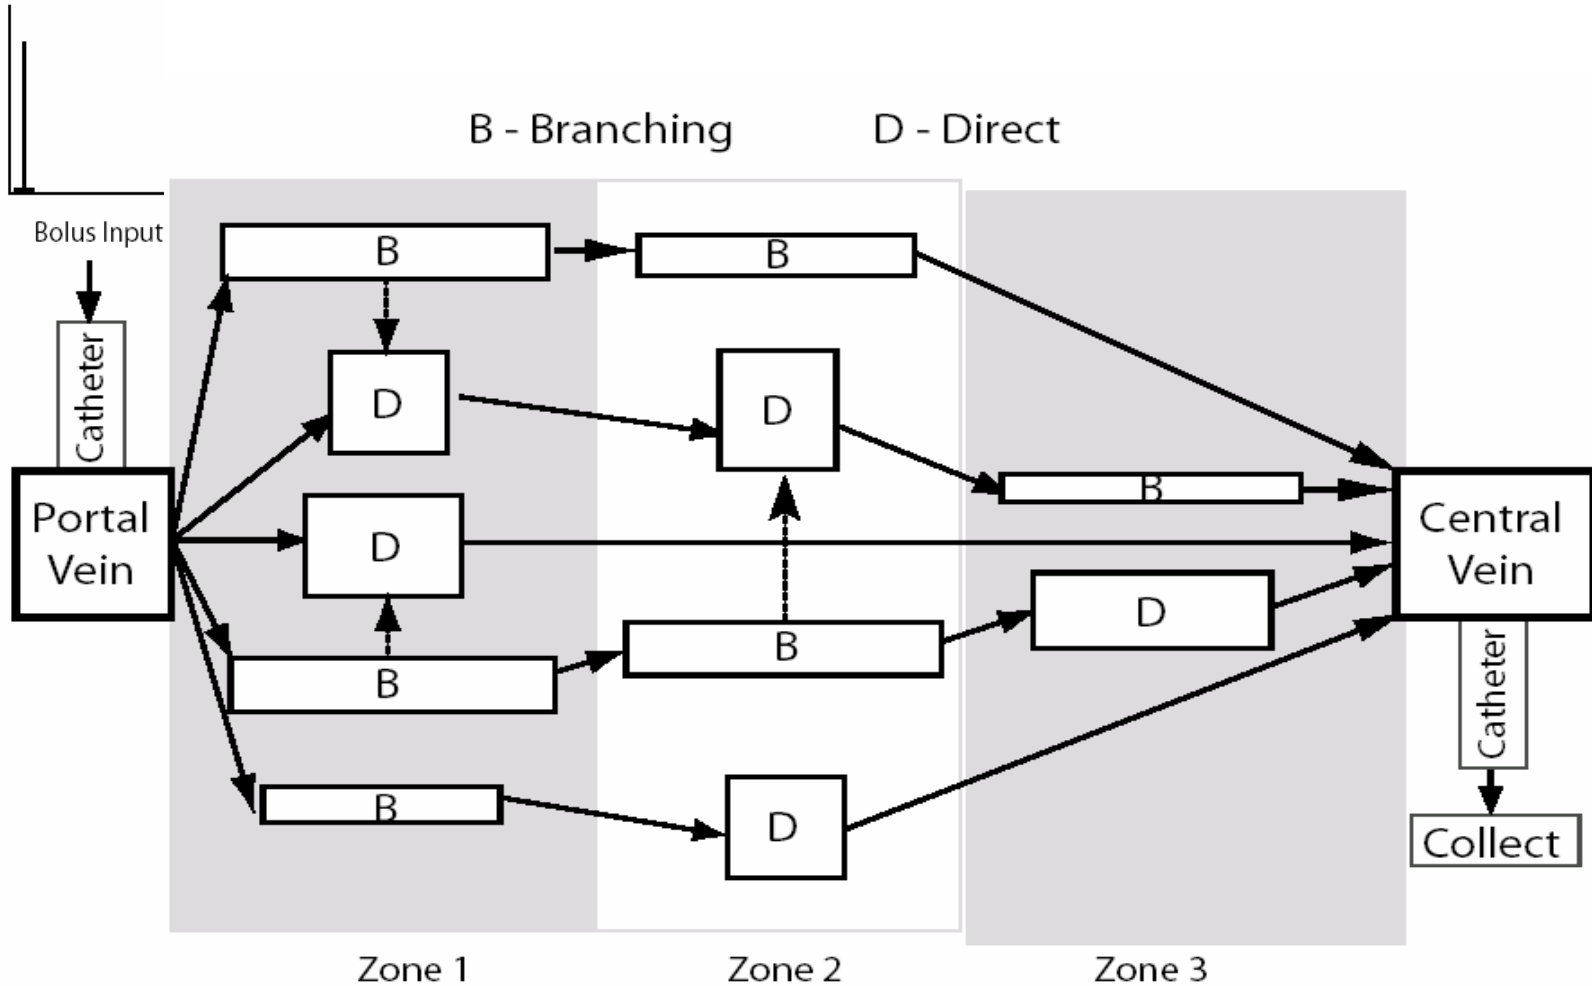 B - Branching
D - Direct
Bolus Input
Catheter
Portal
Vein
B
B
D
D
D
B
B
B
D
B
D
Central
Vein
Catheter
Collect
Zone 1
Zone 2
Zone 3